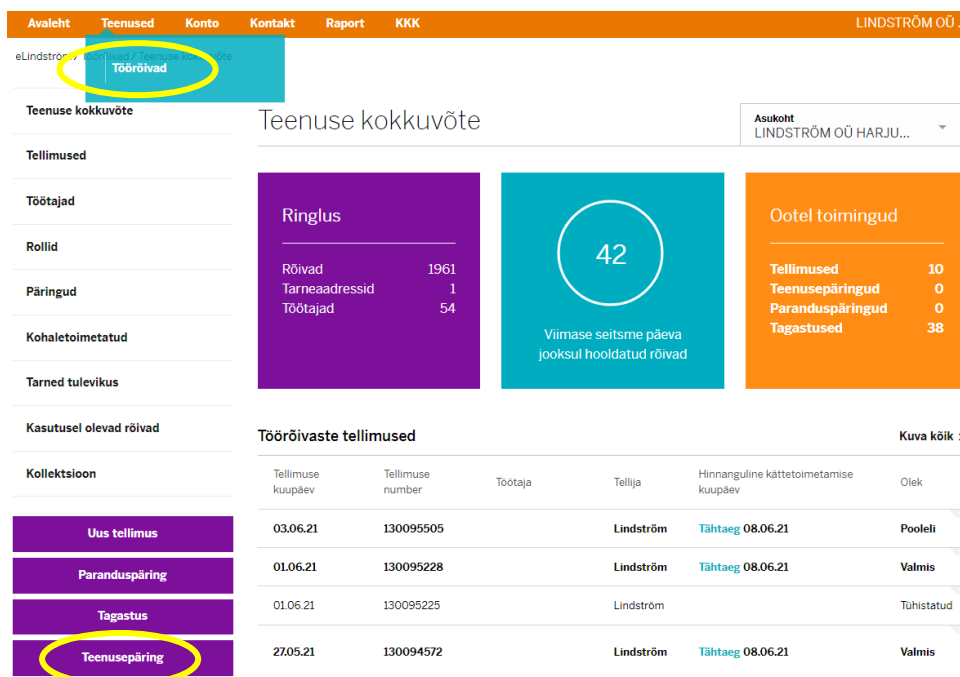 Avaleht Teenused Konto Kontakt Raport KKK LINDSTRÖM OÜ
eLindström / Töörõivad / Teenuse kokkuvõte
Töörõivad
Teenuse kokkuvõte
Tellimused
Töötajad
Rollid
Päringud
Kohaletoimetatud
Tarned tulevikus
Kasutusel olevad rõivad
Kollektsioon
Uus tellimus
Paranduspäring
Tagastus
Teenusepäring
Teenuse kokkuvõte
Asukoht
LINDSTRÖM OÜ HARJU...
Ringlus
Rõivad 1961
Tarneaadressid 1
Töötajad 54
42
Viimase seitsme päeva
jooksul hooldatud rõivad
Ootel toimingud
Tellimused 10
Teenusepäringud 0
Paranduspäringud 0
Tagastused 38
Töörõivaste tellimused Kuva kõik
Tellimuse kuupäev Tellimuse number Töötaja Tellija Hinnanguline kättetoimetamise kuupäev Olek
03.06.21 130095505 Lindström Tähtaeg 08.06.21 Pooleli
01.06.21 130095228 Lindström Tähtaeg 08.06.21 Valmis
01.06.21 130095225 Lindström Tühistatud
27.05.21 130094572 Lindström Tähtaeg 08.06.21 Valmis